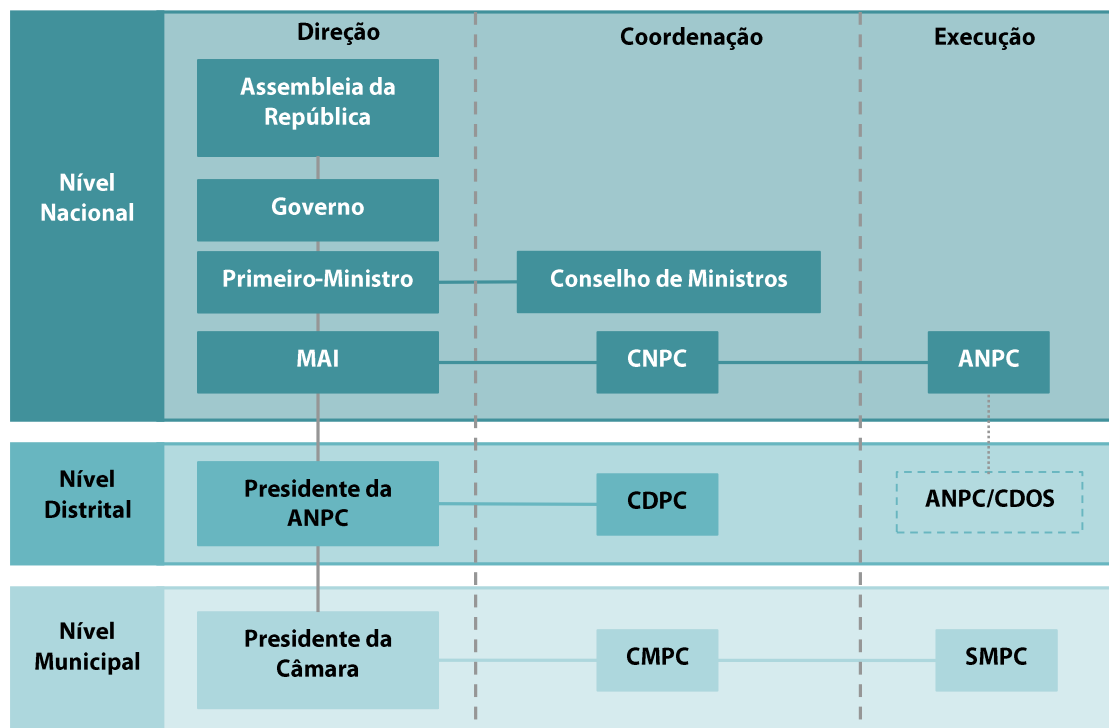 Direção
Coordenação
Execução
Nível
Nacional
Assembleia da
República
Governo
Primeiro-Ministro
Conselho de Ministros
MAI
CNPC
ANPC
Nível
Distrital
Presidente da
ANPC
CDPC
ANPC/CDOS
Nível
Municipal
Presidente da
Câmara
CMPC
SMPC